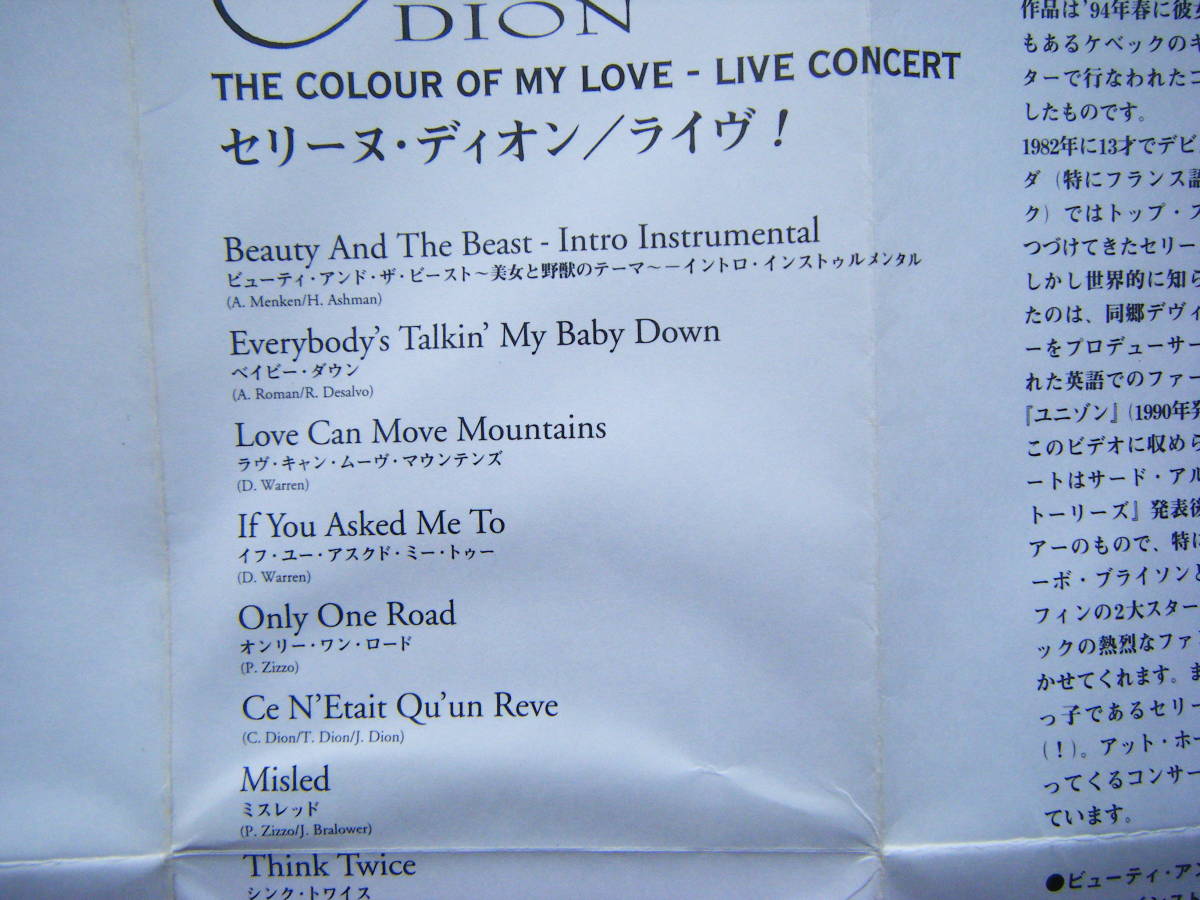 DION
THE COLOUR OF MY LOVE - LIVE CONCERT
セリーヌ・ディオン／ライヴ！
Beauty And The Beast - Intro Instrumental
ビューティ・アンド・ザ・ビースト～美女と野獣のテーマ～ーイントロ・インストゥルメンタル
(A. Menken/H. Ashman)
Everybody's Talkin' My Baby Down
ベイビー・ダウン
(A. Roman/R. Desalvo)
Love Can Move Mountains
ラヴ・キャン・ムーヴ・マウンテンズ
(D. Warren)
If You Asked Me To
イフ・ユー・アスクド・ミー・トゥー
(D. Warren)
Only One Road
オンリー・ワン・ロード
(P. Zizzo)
Ce N'Etait Qu'un Reve
(C. Dion/T. Dion/J. Dion)
Misled
ミスレッド
(P. Zizzo/J. Bralower)
Think Twice
シンク・トワイス
作品は'94年春に彼女
もあるケベックのキ
ターで行なわれたコ
したものです。
1982年に13才でデビ
ダ（特にフランス語
ク）ではトップ・ス
つづけてきたセリー
しかし世界的に知ら
たのは、同郷デヴィ
ーをプロデューサー
れた英語でのファー
『ユニゾン』(1990年発
このビデオに収めら
ートはサード・アル
トーリーズ』発表後
アーのもので、特に
ーボ・ブライソンと
フィンの2大スター
ックの熱烈なファ
かせてくれます。ま
っ子であるセリー
(！)。アット・ホー
ってくるコンサー
ています。
●ビューティ・アン
インスト